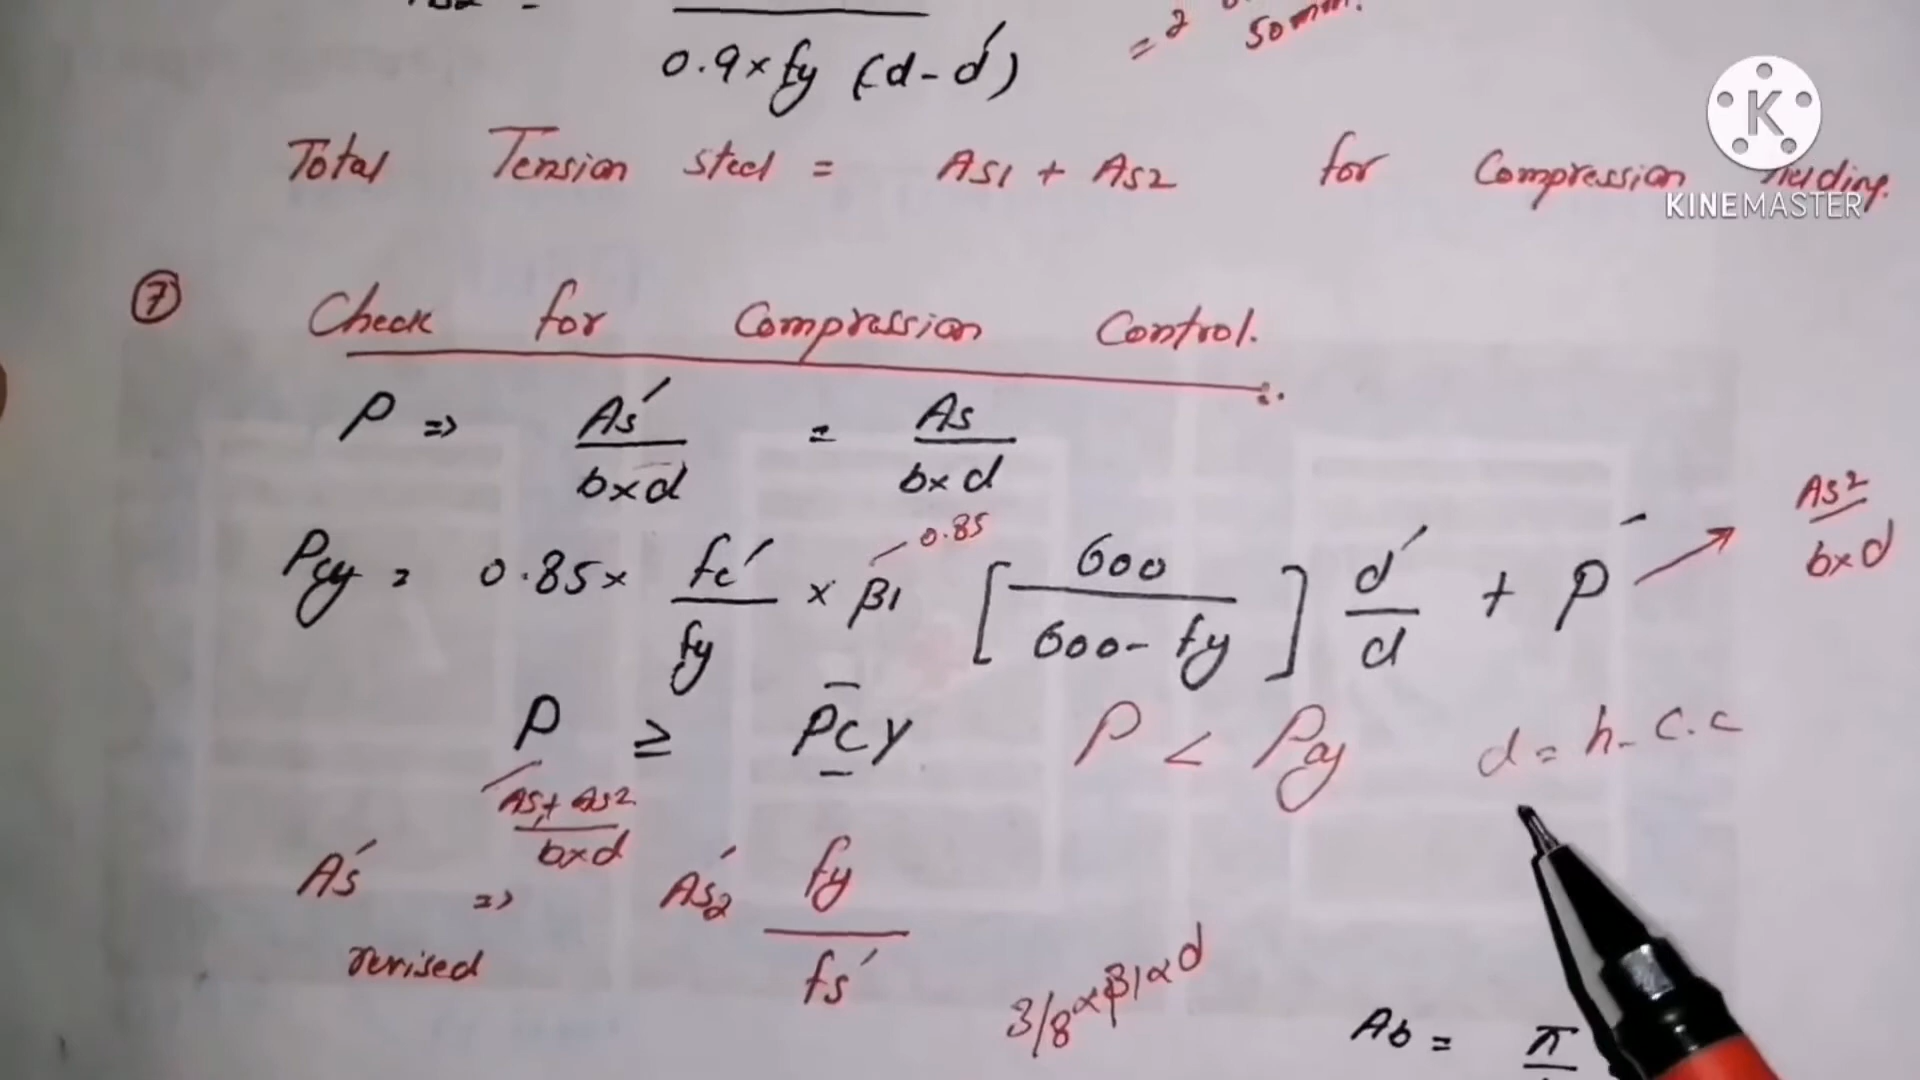 0.9×fy (d-d′)
= 2
50mm.
Total Tension steel = As1 + As2 for Compression
K
KINEMASTER
⑦ Check for Compression Control.
ρ => As′/b×d = As/b×d
ρcy = 0.85× fc′/fy × β1 [600/600-fy] d′/d + ρ′
0.85
As2/b×d
ρ ≥ ρcy ρ < ρcy d = h- c.c
As1+As2/b×d
As′ => As′2 fy/fs′
revised
3/8×β1×d
Ab = π